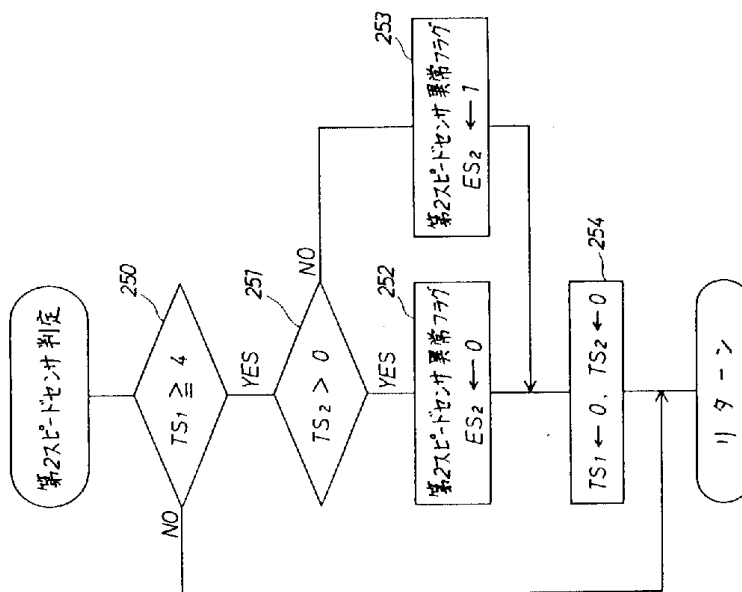 第2スピードセンサ判定
250
TS₁ ≧ 4
NO
YES
251
TS₂ > 0
NO
YES
252
第2スピードセンサ異常フラグ
ES₂ ← 0
253
第2スピードセンサ異常フラグ
ES₂ ← 1
254
TS₁ ← 0、TS₂ ← 0
リターン